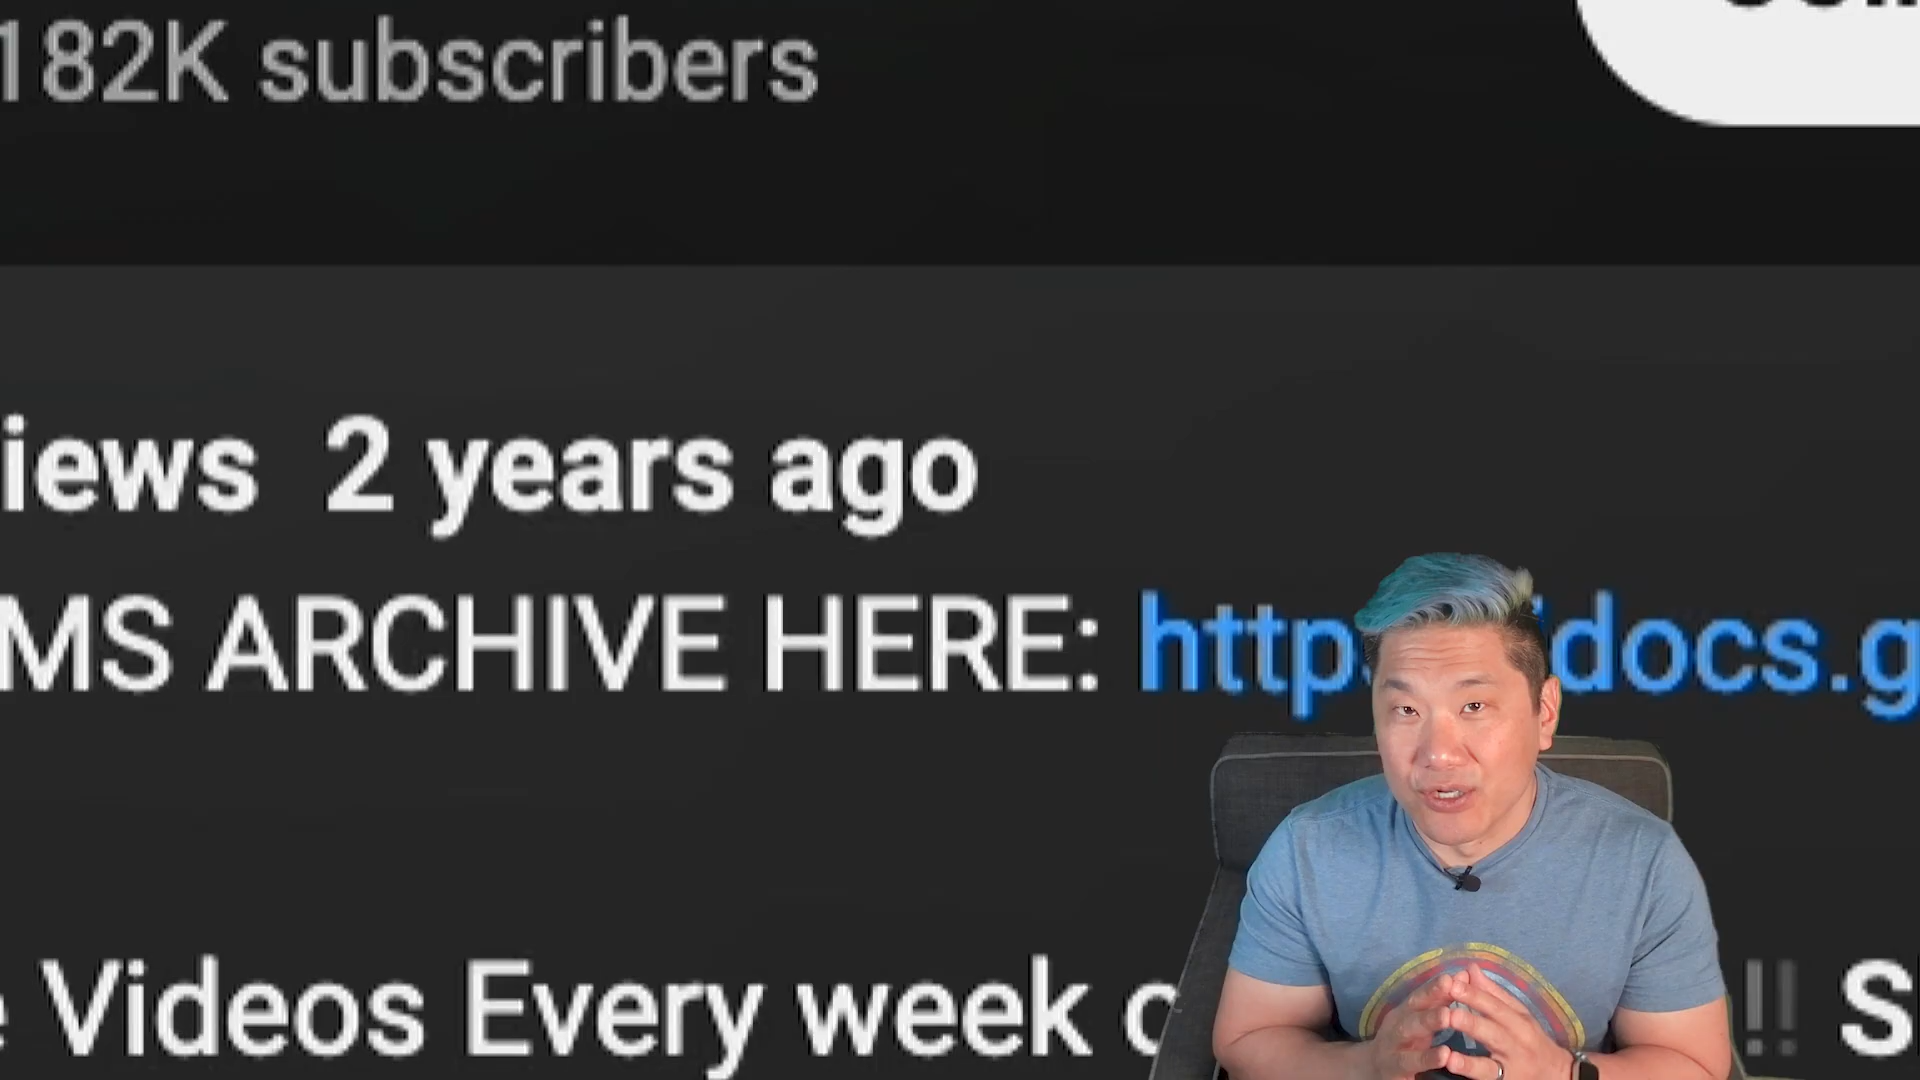 182K subscribers
iews 2 years ago
MS ARCHIVE HERE: http docs.g
Videos Every week